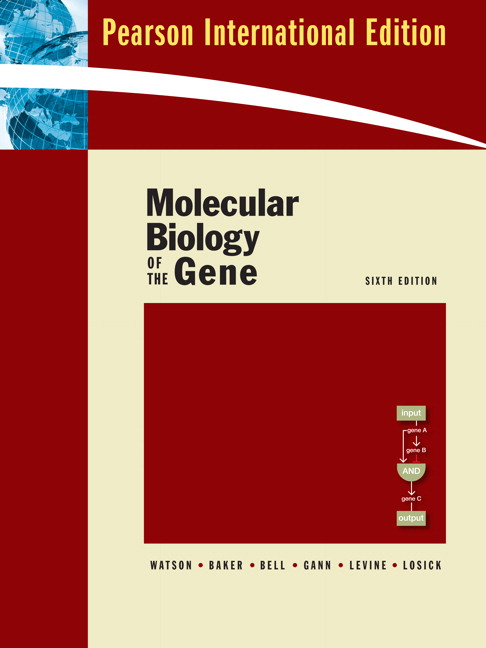 Pearson International Edition
Molecular
Biology
OF THE Gene
SIXTH EDITION
input
gene A
gene B
AND
gene C
output
WATSON • BAKER • BELL • GANN • LEVINE • LOSICK